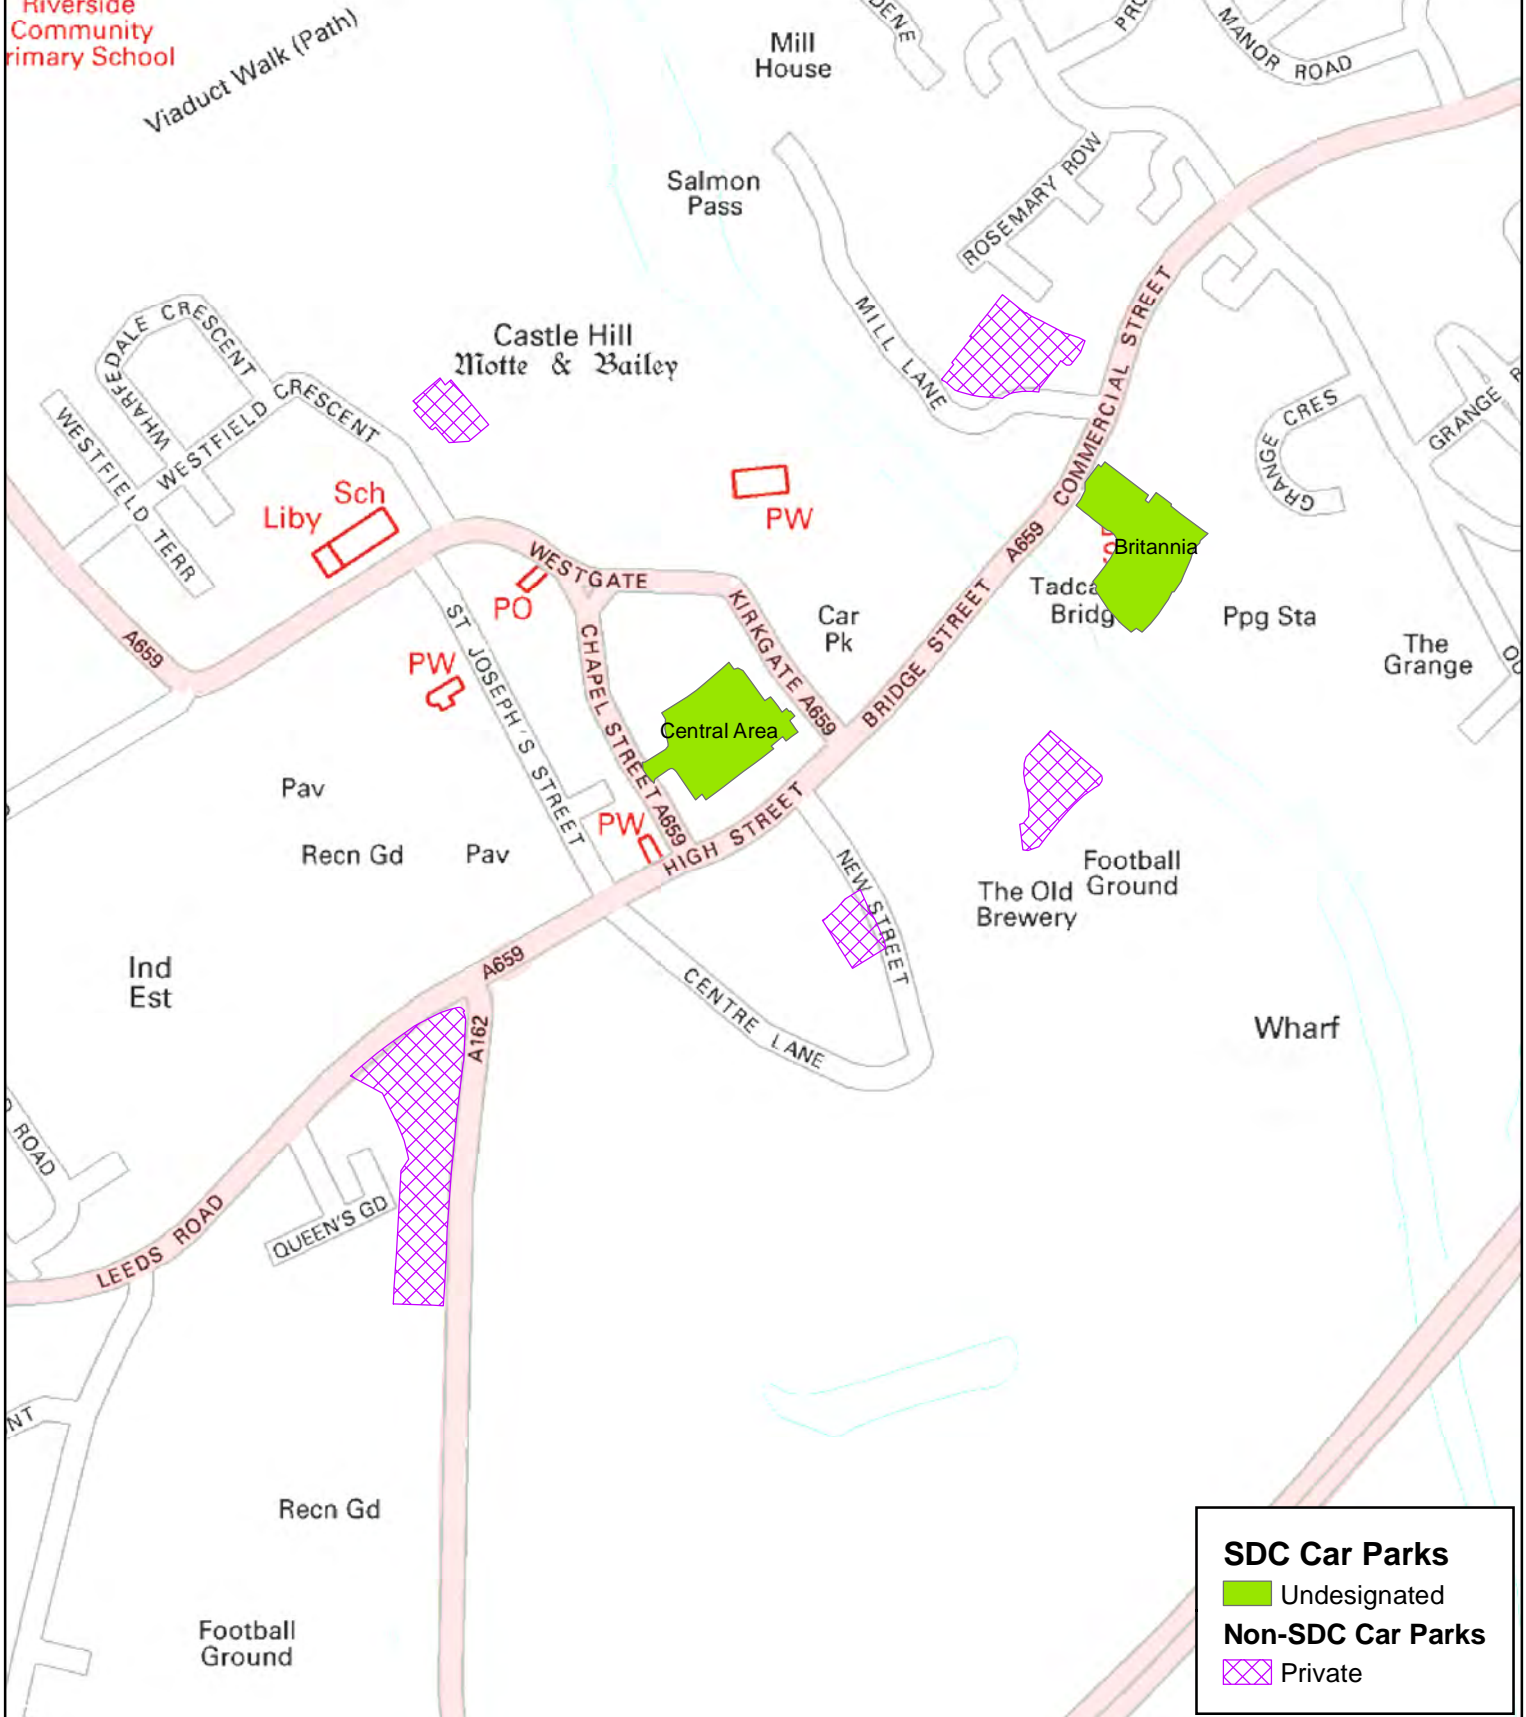 Riverside
Community
rimary School
Viaduct Walk (Path)
Mill
House
DENE
PRO
MANOR ROAD
Salmon
Pass
ROSEMARY ROW
MILL LANE
COMMERCIAL STREET
Castle Hill
Motte & Bailey
WHARFEDALE CRESCENT
WESTFIELD CRESCENT
WESTFIELD TERR
GRANGE CRES
GRANGE R
Sch
Liby
PW
WESTGATE
PO
A659
Britannia
Tadca
Bridg
Ppg Sta
The
Grange
Car
Pk
KIRKGATE A659
BRIDGE STREET
A659
ST JOSEPH'S STREET
PW
CHAPEL STREET A659
Central Area
Pav
Recn Gd
Pav
PW
HIGH STREET
NEW STREET
Football
Ground
The Old
Brewery
Ind
Est
A659
A162
CENTRE LANE
Wharf
ROAD
LEEDS ROAD
QUEEN'S GD
NT
Recn Gd
Football
Ground
SDC Car Parks
Undesignated
Non-SDC Car Parks
Private